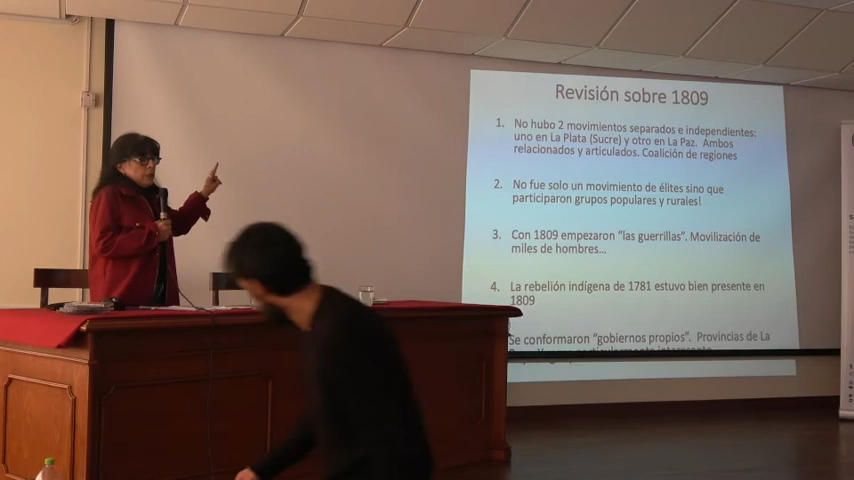 Revisión sobre 1809
1. No hubo 2 movimientos separados e independientes:
uno en La Plata (Sucre) y otro en La Paz. Ambos
relacionados y articulados. Coalición de regiones
2. No fue solo un movimiento de élites sino que
participaron grupos populares y rurales!
3. Con 1809 empezaron "las guerrillas". Movilización de
miles de hombres...
4. La rebelión indígena de 1781 estuvo bien presente en
1809
Se conformaron "gobiernos propios". Provincias de La